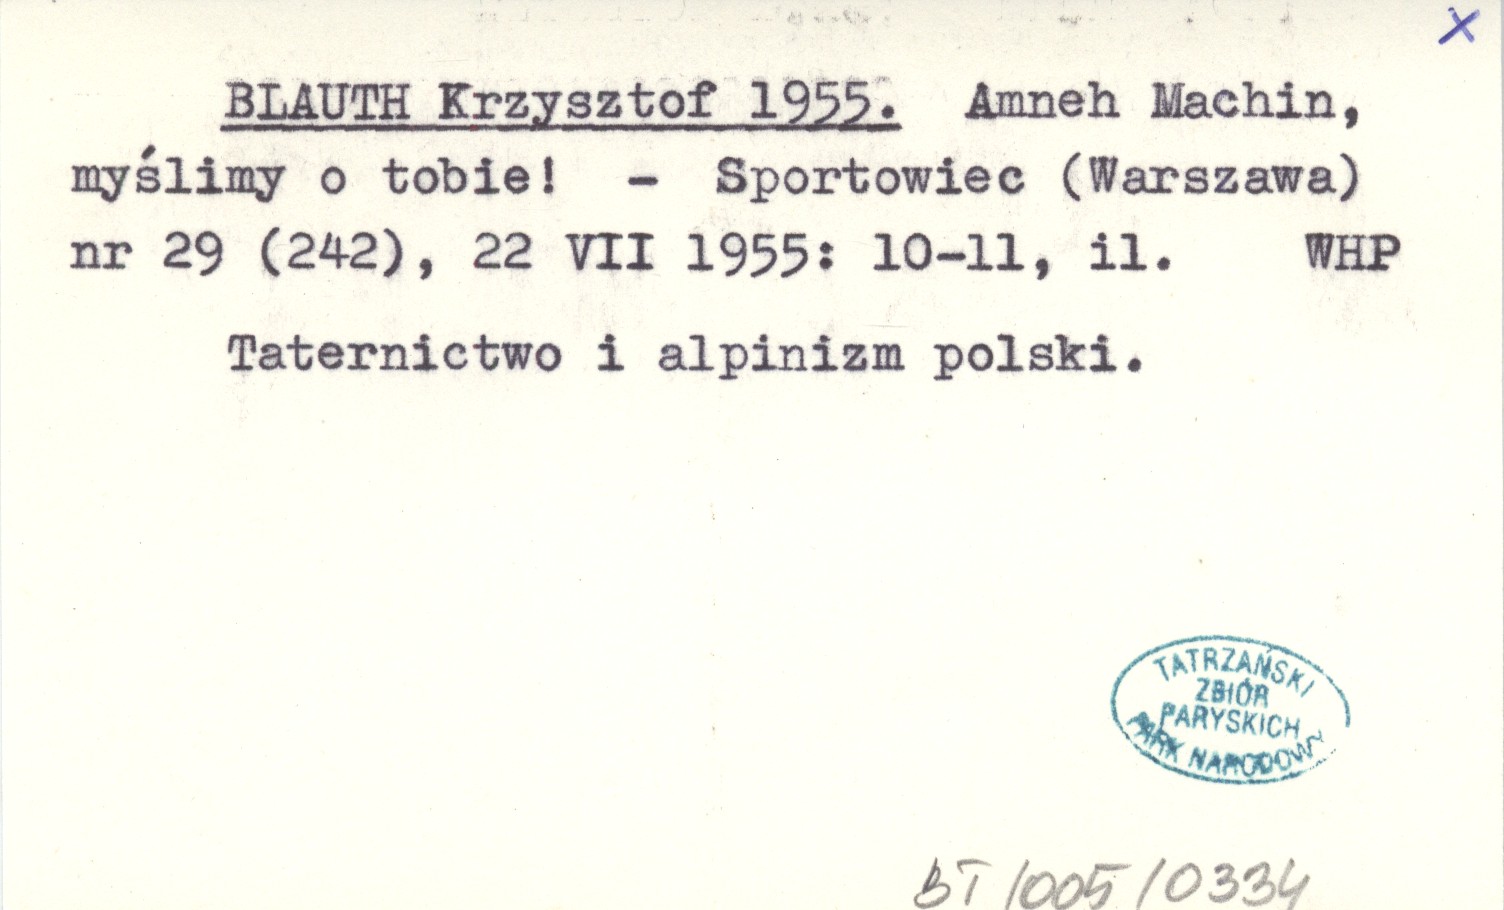 x
BLAUTH Krzysztof 1955. Amneh Machin,
myślimy o tobie! - Sportowiec (Warszawa)
nr 29 (242), 22 VII 1955: 10-11, il. WHP
Taternictwo i alpinizm polski.
TATRZAŃSKI
ZBIÓR
PARYSKICH
PARK NARODOWY
BT/005/0334